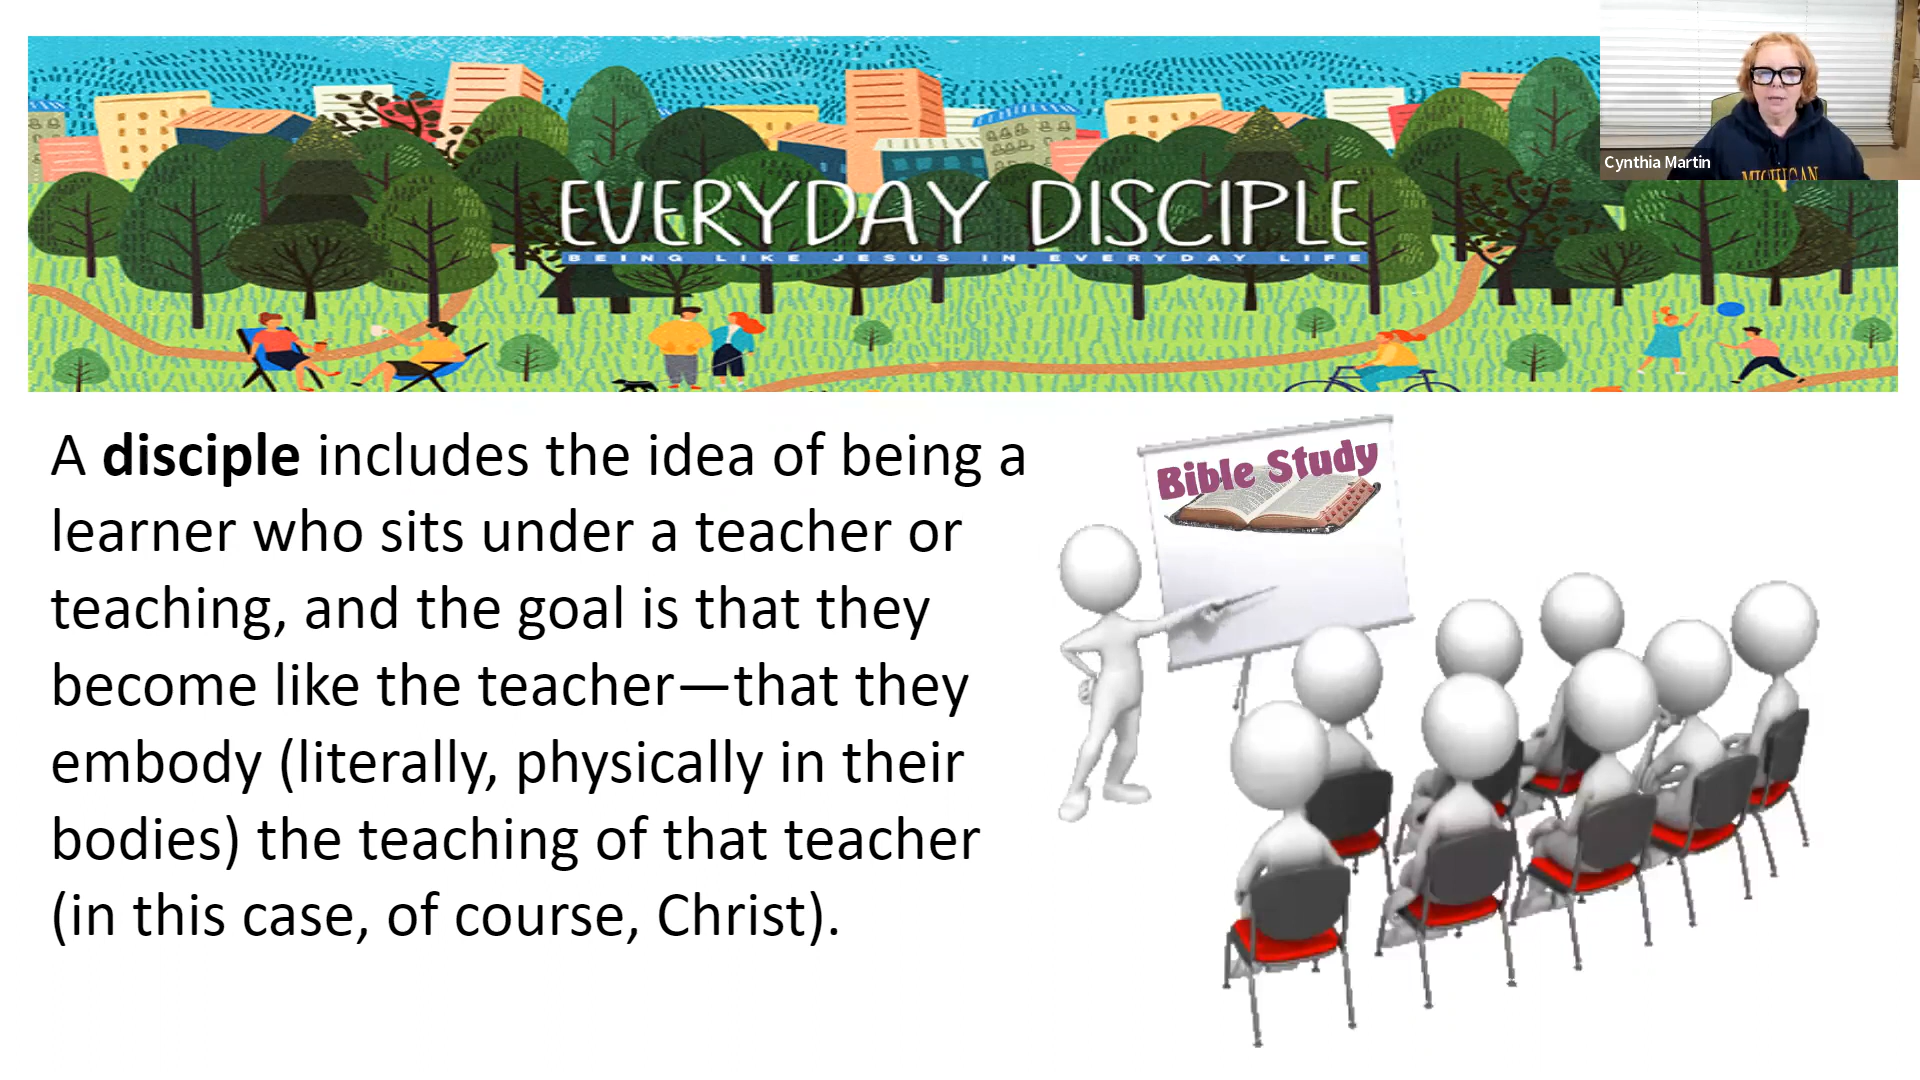 EVERYDAY DISCIPLE
BEING LIKE JESUS IN EVERYDAY LIFE
Cynthia Martin
MICHIGAN
A disciple includes the idea of being a
learner who sits under a teacher or
teaching, and the goal is that they
become like the teacher—that they
embody (literally, physically in their
bodies) the teaching of that teacher
(in this case, of course, Christ).
Bible Study